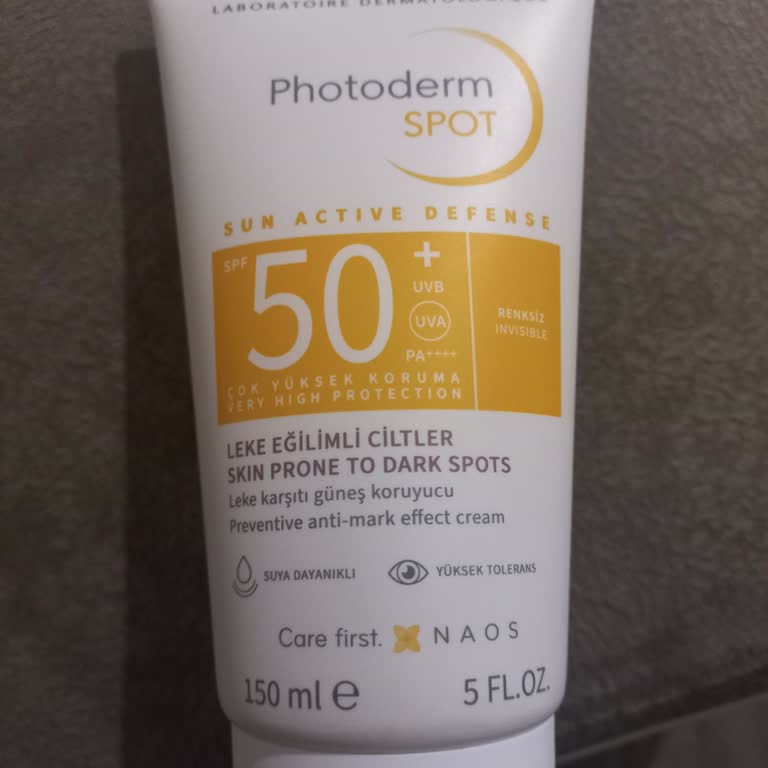 LABORATOIRE DERMATOLOGIQUE
Photoderm
SPOT
SUN ACTIVE DEFENSE
SPF 50+
UVB
UVA
PA++++
RENKSİZ
INVISIBLE
ÇOK YÜKSEK KORUMA
VERY HIGH PROTECTION
LEKE EĞİLİMLİ CİLTLER
SKIN PRONE TO DARK SPOTS
Leke karşıtı güneş koruyucu
Preventive anti-mark effect cream
SUYA DAYANIKLI
YÜKSEK TOLERANS
Care first. NAOS
150 ml e 5 FL.OZ.